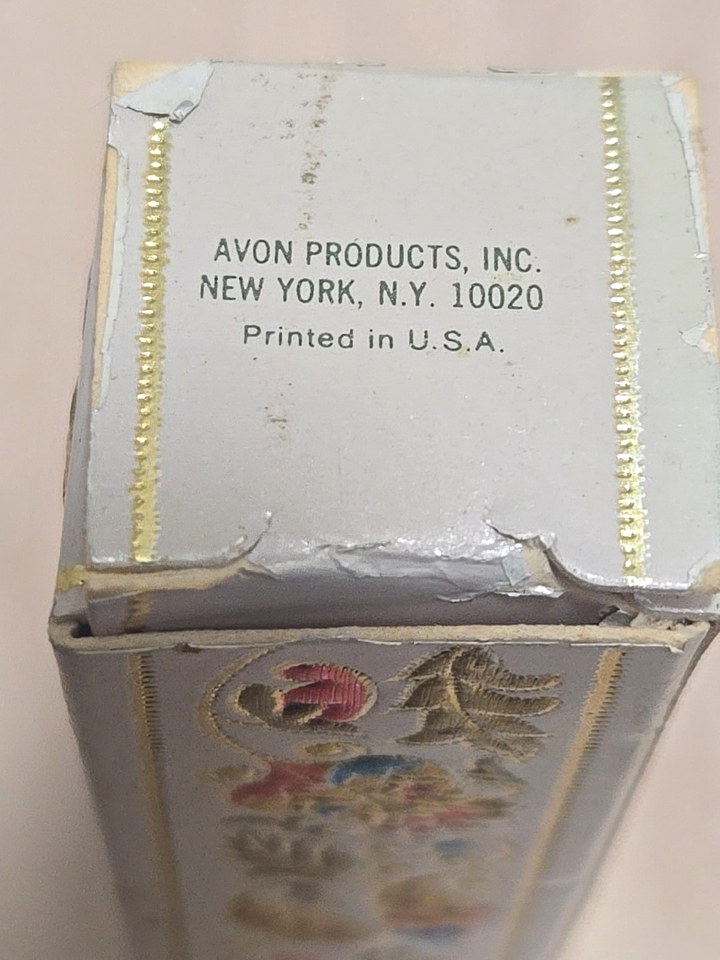 AVON PRODUCTS, INC.
NEW YORK, N.Y. 10020
Printed in U.S.A.